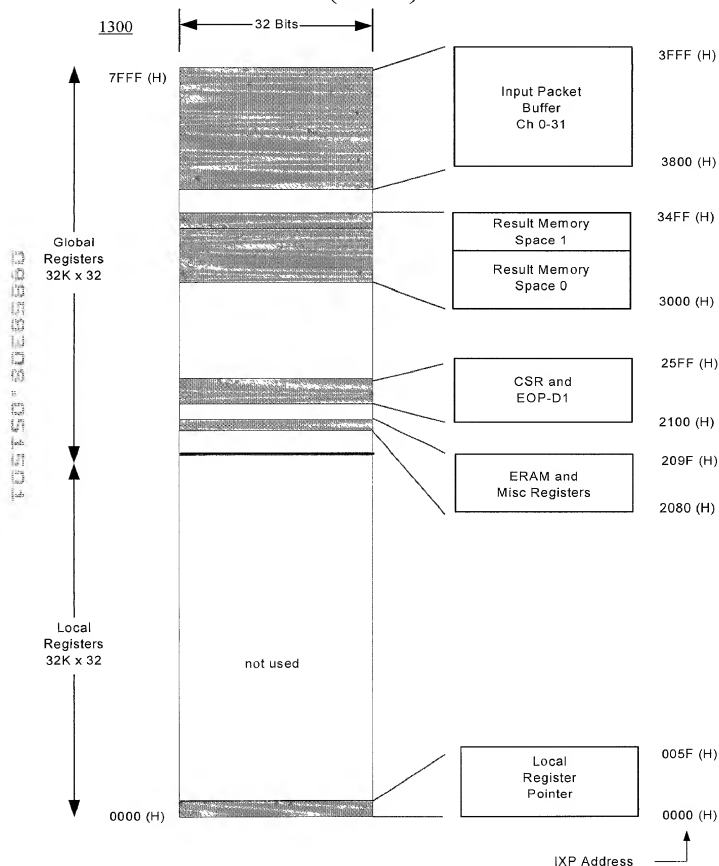 1300
32 Bits
7FFF (H)
3FFF (H)
Input Packet
Buffer
Ch 0-31
3800 (H)
34FF (H)
Result Memory
Space 1
Result Memory
Space 0
3000 (H)
Global
Registers
32K x 32
25FF (H)
CSR and
EOP-D1
2100 (H)
209F (H)
ERAM and
Misc Registers
2080 (H)
Local
Registers
32K x 32
not used
005F (H)
Local
Register
Pointer
0000 (H)
0000 (H)
IXP Address